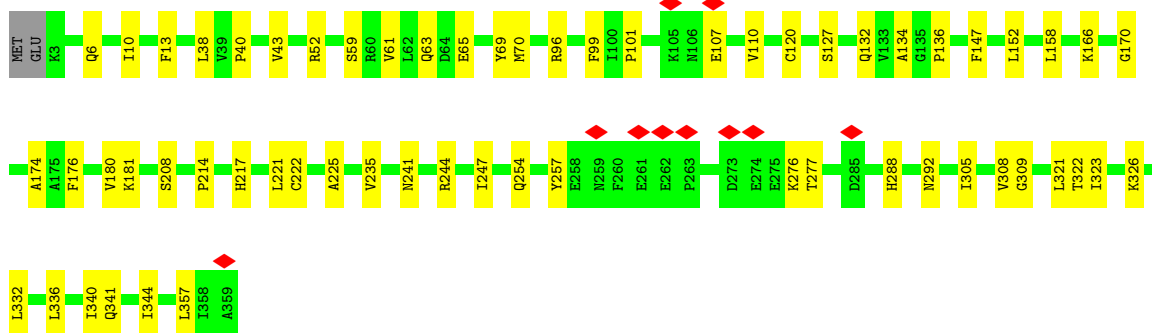 MET GLU K3 Q6 I10 F13 L38 V39 P40 V43 R52 S59 R60 V61 L62 Q63 D64 E65 Y69 M70 R96 F99 I100 P101 K105 N106 E107 V110 C120 S127 Q132 V133 A134 G135 P136 F147 L152 L158 K166 G170
A174 A175 F176 V180 K181 S208 P214 H217 L221 C222 A225 V235 N241 R244 I247 Q254 Y257 E258 N259 F260 E261 E262 P263 D273 E274 E275 K276 T277 D285 H288 N292 I305 V308 G309 L321 T322 I323 K326
L332 L336 I340 Q341 I344 L357 I358 A359